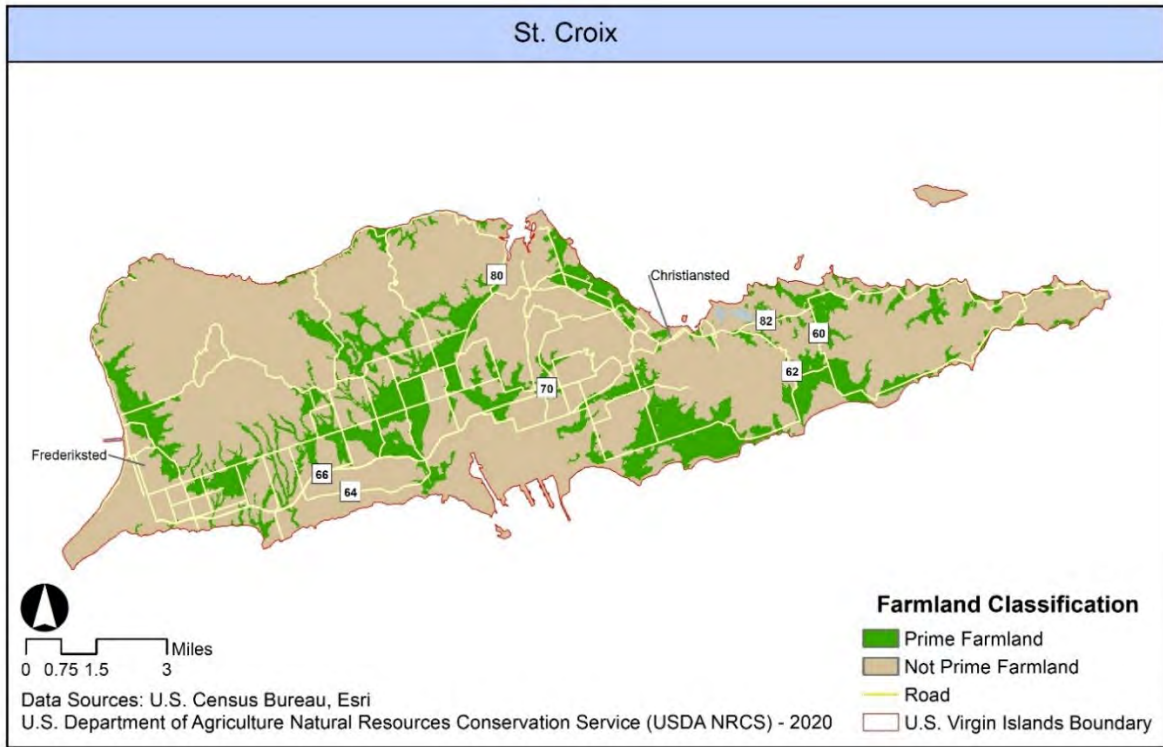 St. Croix
80
Christiansted
82
60
62
70
Frederiksted
66
64
Miles
0 0.75 1.5 3
Data Sources: U.S. Census Bureau, Esri
U.S. Department of Agriculture Natural Resources Conservation Service (USDA NRCS) - 2020
Farmland Classification
Prime Farmland
Not Prime Farmland
Road
U.S. Virgin Islands Boundary